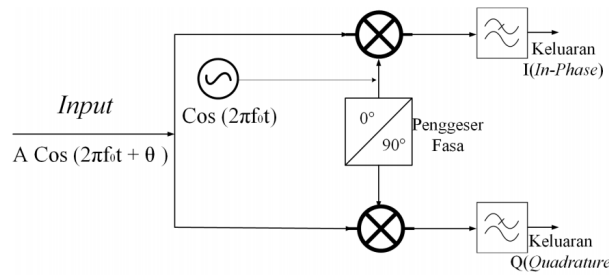 Input
A Cos (2πf₀t + θ )
Cos (2πf₀t)
0°
90°
Penggeser
Fasa
Keluaran
I(In-Phase)
Keluaran
Q(Quadrature